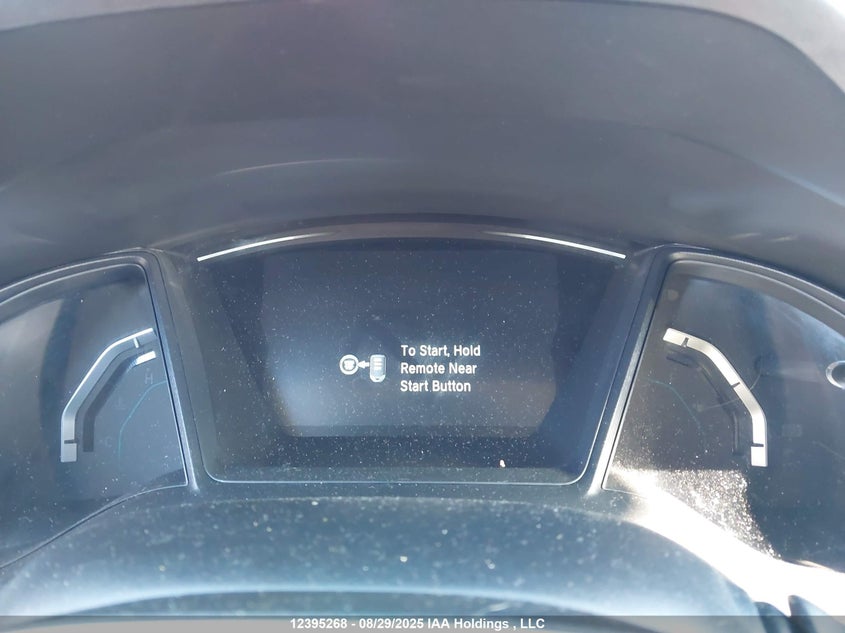 To Start, Hold
Remote Near
Start Button
H
C
12395268 - 08/29/2025 IAA Holdings , LLC